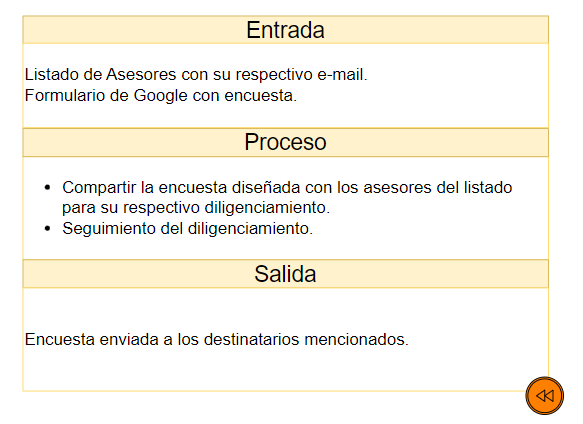 Entrada
Listado de Asesores con su respectivo e-mail.
Formulario de Google con encuesta.
Proceso
• Compartir la encuesta diseñada con los asesores del listado
para su respectivo diligenciamiento.
• Seguimiento del diligenciamiento.
Salida
Encuesta enviada a los destinatarios mencionados.